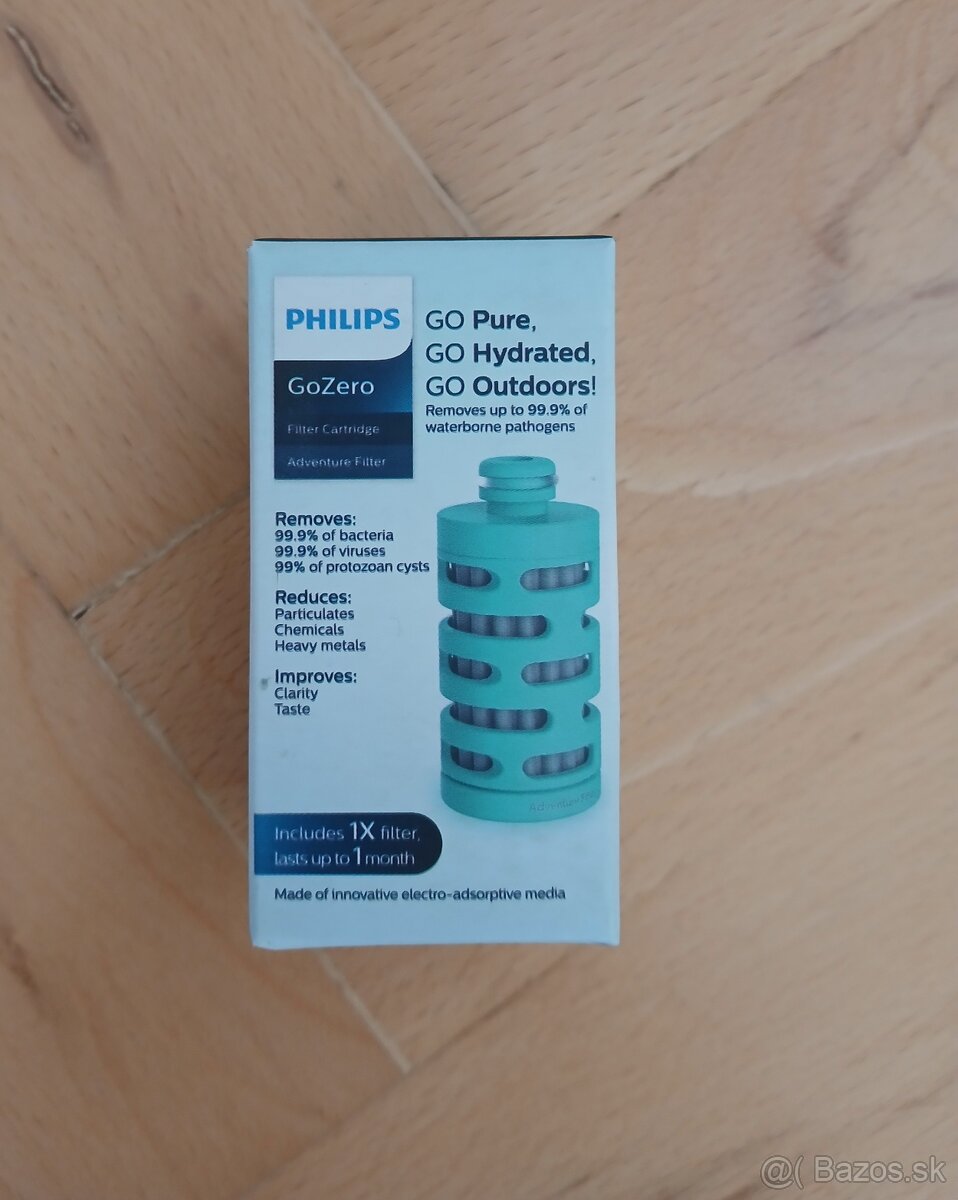 PHILIPS
GoZero
Filter Cartridge
Adventure Filter
GO Pure,
GO Hydrated,
GO Outdoors!
Removes up to 99.9% of
waterborne pathogens
Removes:
99.9% of bacteria
99.9% of viruses
99% of protozoan cysts
Reduces:
Particulates
Chemicals
Heavy metals
Improves:
Clarity
Taste
Adventure
Includes 1X filter,
lasts up to 1 month
Made of innovative electro-adsorptive media
@( Bazos.sk